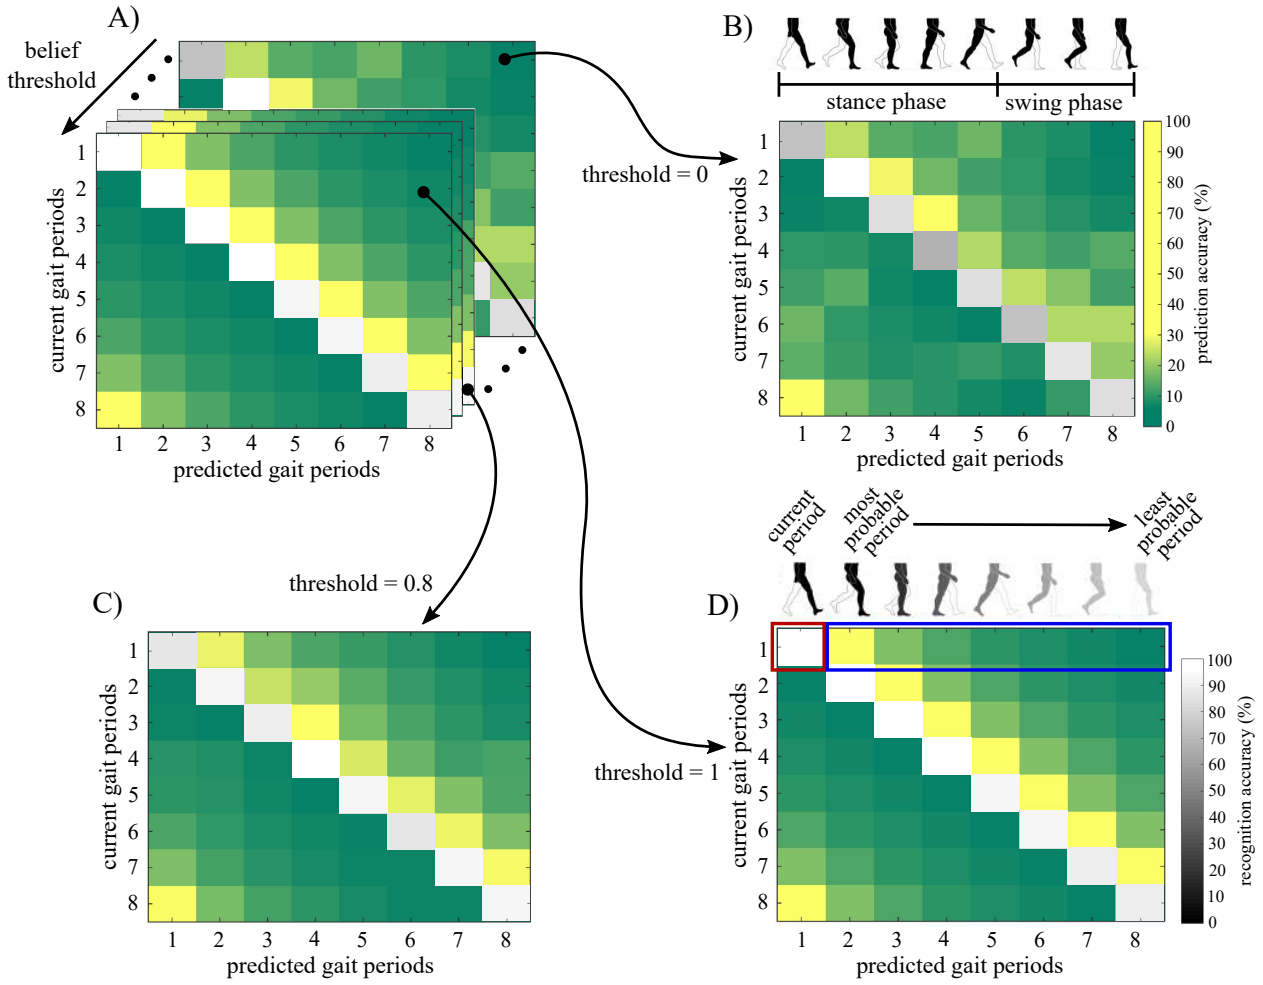 A)
belief
threshold
current gait periods
1
2
3
4
5
6
7
8
1 2 3 4 5 6 7 8
predicted gait periods
threshold = 0
B)
stance phase
swing phase
current gait periods
1
2
3
4
5
6
7
8
1 2 3 4 5 6 7 8
predicted gait periods
100
90
80
70
60
50
40
30
20
10
0
prediction accuracy (%)
threshold = 0.8
C)
current gait periods
1
2
3
4
5
6
7
8
1 2 3 4 5 6 7 8
predicted gait periods
threshold = 1
D)
current
period
most
probable
period
least
probable
period
current gait periods
1
2
3
4
5
6
7
8
1 2 3 4 5 6 7 8
predicted gait periods
100
90
80
70
60
50
40
30
20
10
0
recognition accuracy (%)